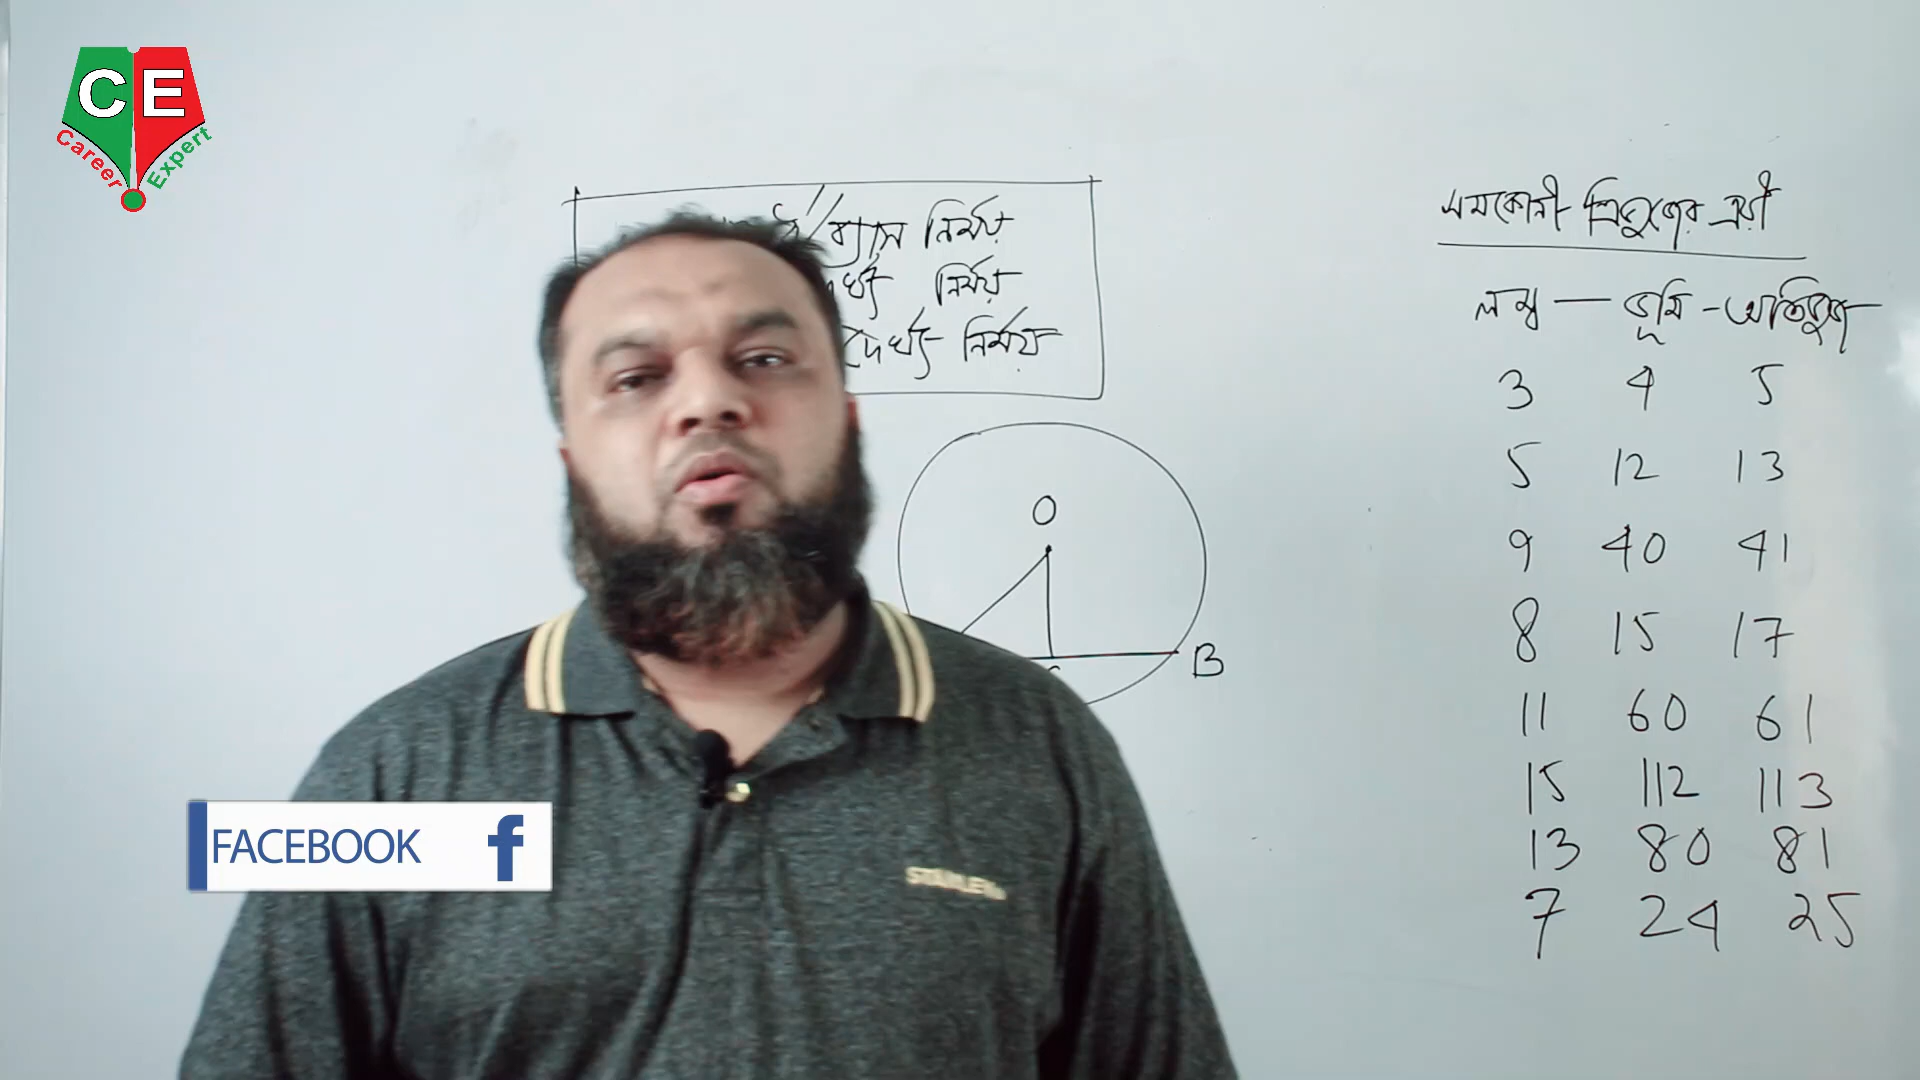 CE
Career Expert
/ব্যাস নির্ণয়
নির্ণয়
দৈর্ঘ্য নির্ণয়
O
B
সমকোণী ত্রিভুজের ত্রয়ী
লম্ব — ভূমি - অতিভুজ
3 4 5
5 12 13
9 40 41
8 15 17
11 60 61
15 112 113
13 80 81
7 24 25
FACEBOOK f